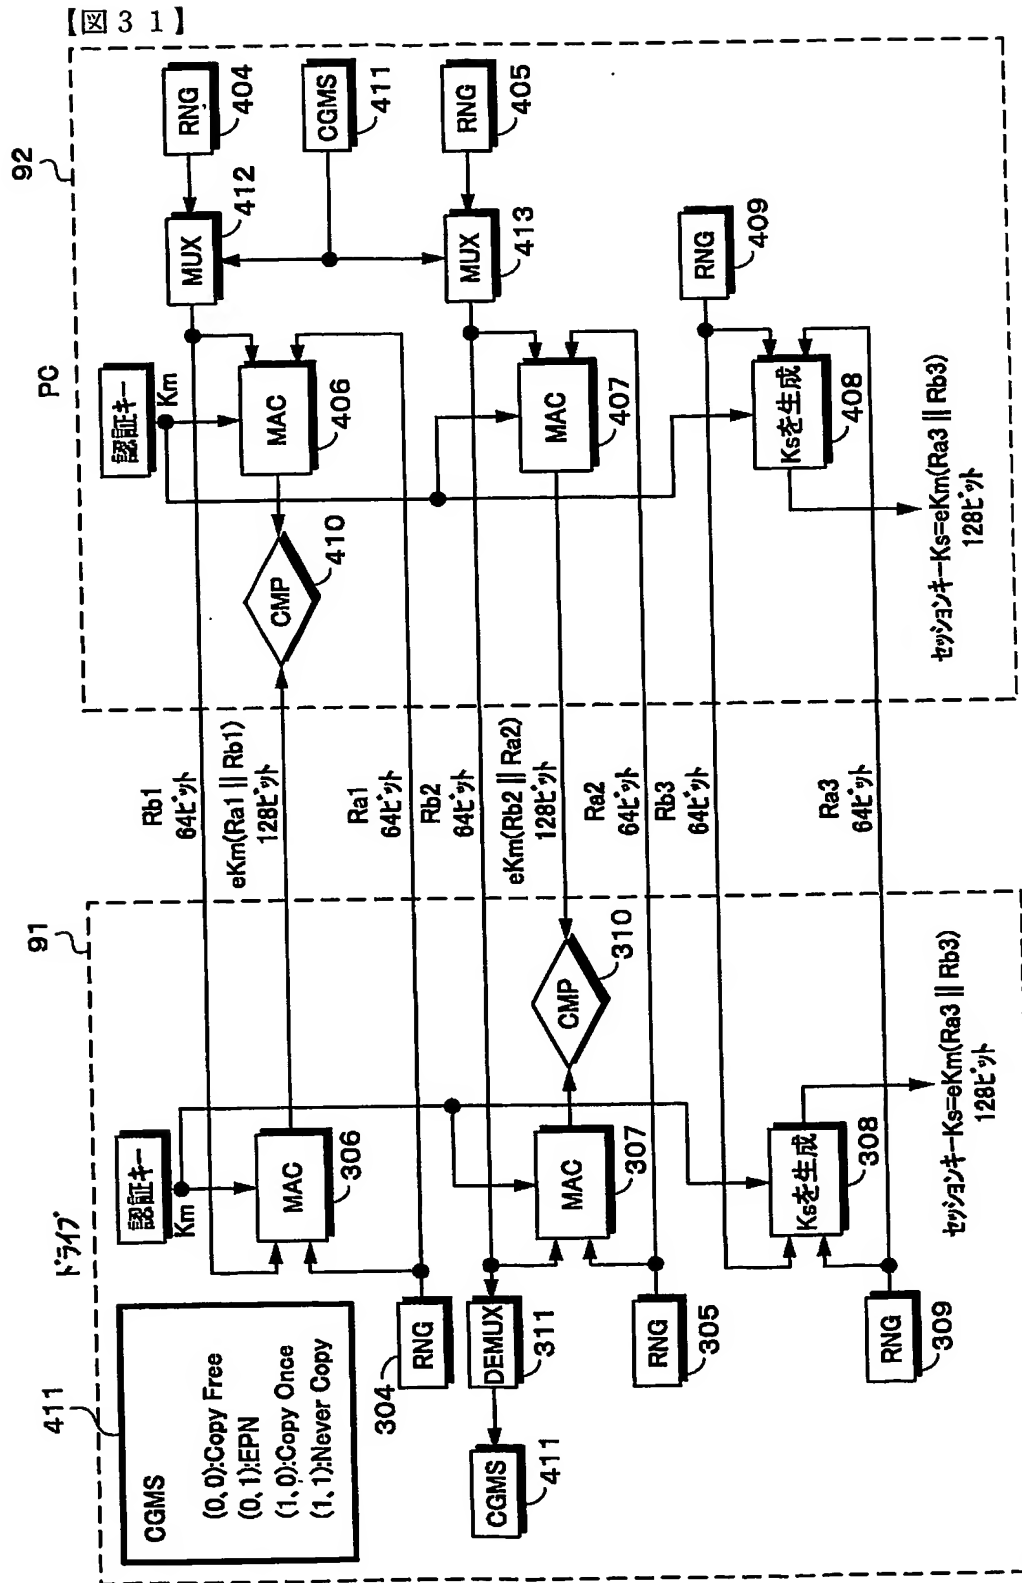 【図31】
411
CGMS
(0, 0):Copy Free
(0, 1):EPN
(1, 0):Copy Once
(1, 1):Never Copy
ドライブ
91
認証キー
Km
MAC
306
RNG
304
CGMS
411
DEMUX
311
MAC
307
CMP
310
RNG
305
Ksを生成
308
RNG
309
セッションキーKs=eKm(Ra3 || Rb3)
128ビット
Rb1
64ビット
eKm(Ra1 || Rb1)
128ビット
Ra1
64ビット
Rb2
64ビット
eKm(Rb2 || Ra2)
128ビット
Ra2
64ビット
Rb3
64ビット
Ra3
64ビット
PC
92
認証キー
Km
MUX
412
RNG
404
CGMS
411
MAC
406
CMP
410
MUX
413
RNG
405
MAC
407
RNG
409
Ksを生成
408
セッションキーKs=eKm(Ra3 || Rb3)
128ビット